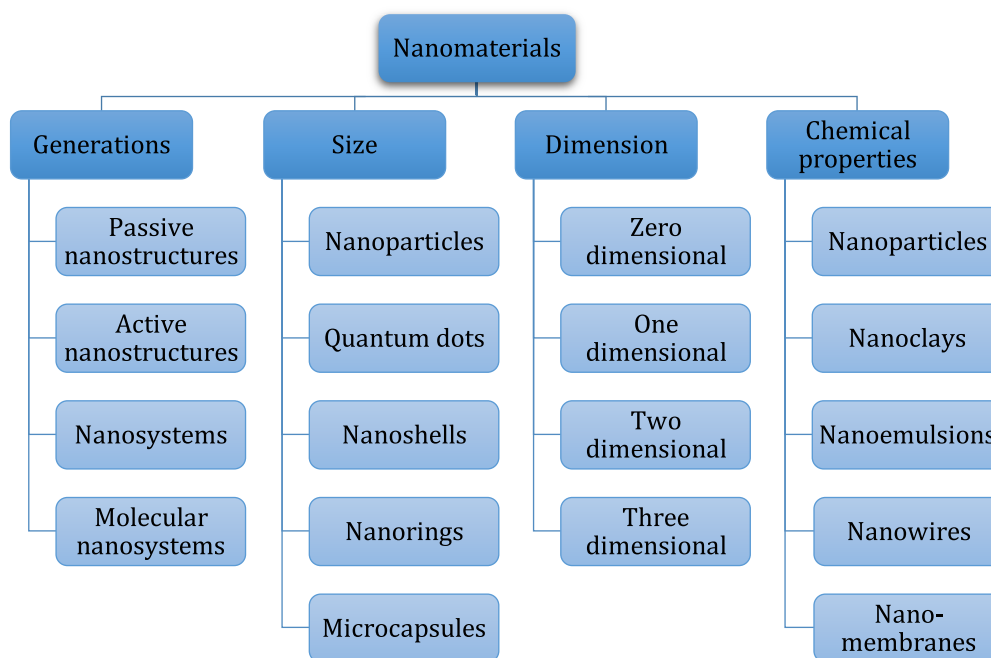 Nanomaterials
Generations
Size
Dimension
Chemical
properties
Passive
nanostructures
Active
nanostructures
Nanosystems
Molecular
nanosystems
Nanoparticles
Quantum dots
Nanoshells
Nanorings
Microcapsules
Zero
dimensional
One
dimensional
Two
dimensional
Three
dimensional
Nanoparticles
Nanoclays
Nanoemulsions
Nanowires
Nano-
membranes